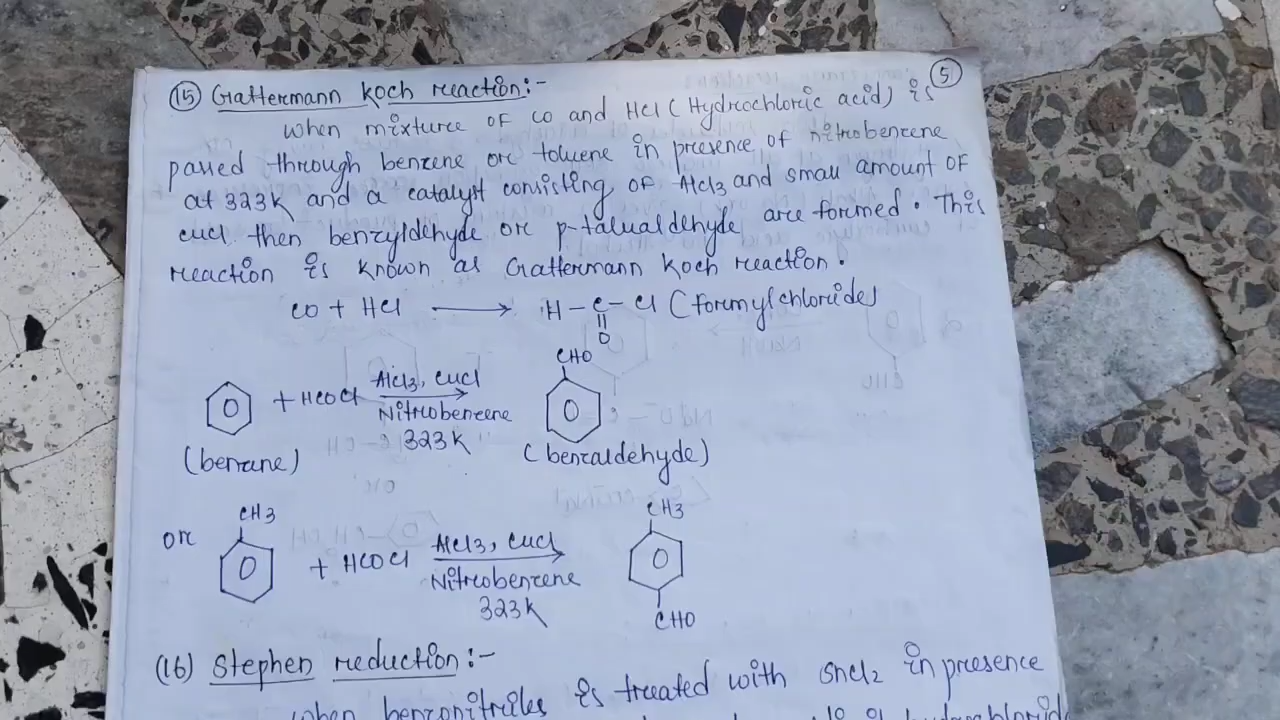 (15) Gattermann koch reaction:-
(5)
when mixture OF CO and HCl (Hydrochloric acid) is
passed through benzene or toluene in presence of nitrobenzene
at 323K and a catalyst consisting OF AlCl3 and small amount OF
CuCl then benzyldehyde or p-talualdehyde are formed. This
reaction is known as Gattermann koch reaction.
CO + HCl → H-C-Cl (formylchloride)
||
O
CHO
+ HCOCl AlCl3, CuCl
Nitrobenzene
323K
(benzane) (benzaldehyde)
CH3 CH3
or + HCOCl AlCl3, CuCl
Nitrobenzene
323K
CHO
(16) Stephen reduction:-
when benzonitriles is treated with SnCl2 in presence